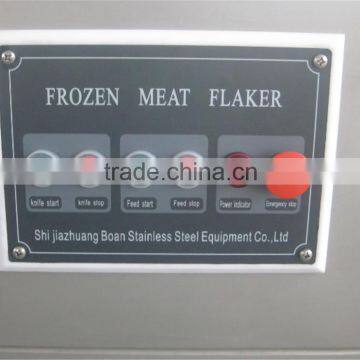 FROZEN MEAT FLAKER
trade.china.cn
knife start knife stop Feed start Feed stop Power indicator Emergency stop
Shi jiazhuang Boan Stainless Steel Equipment Co.,Ltd